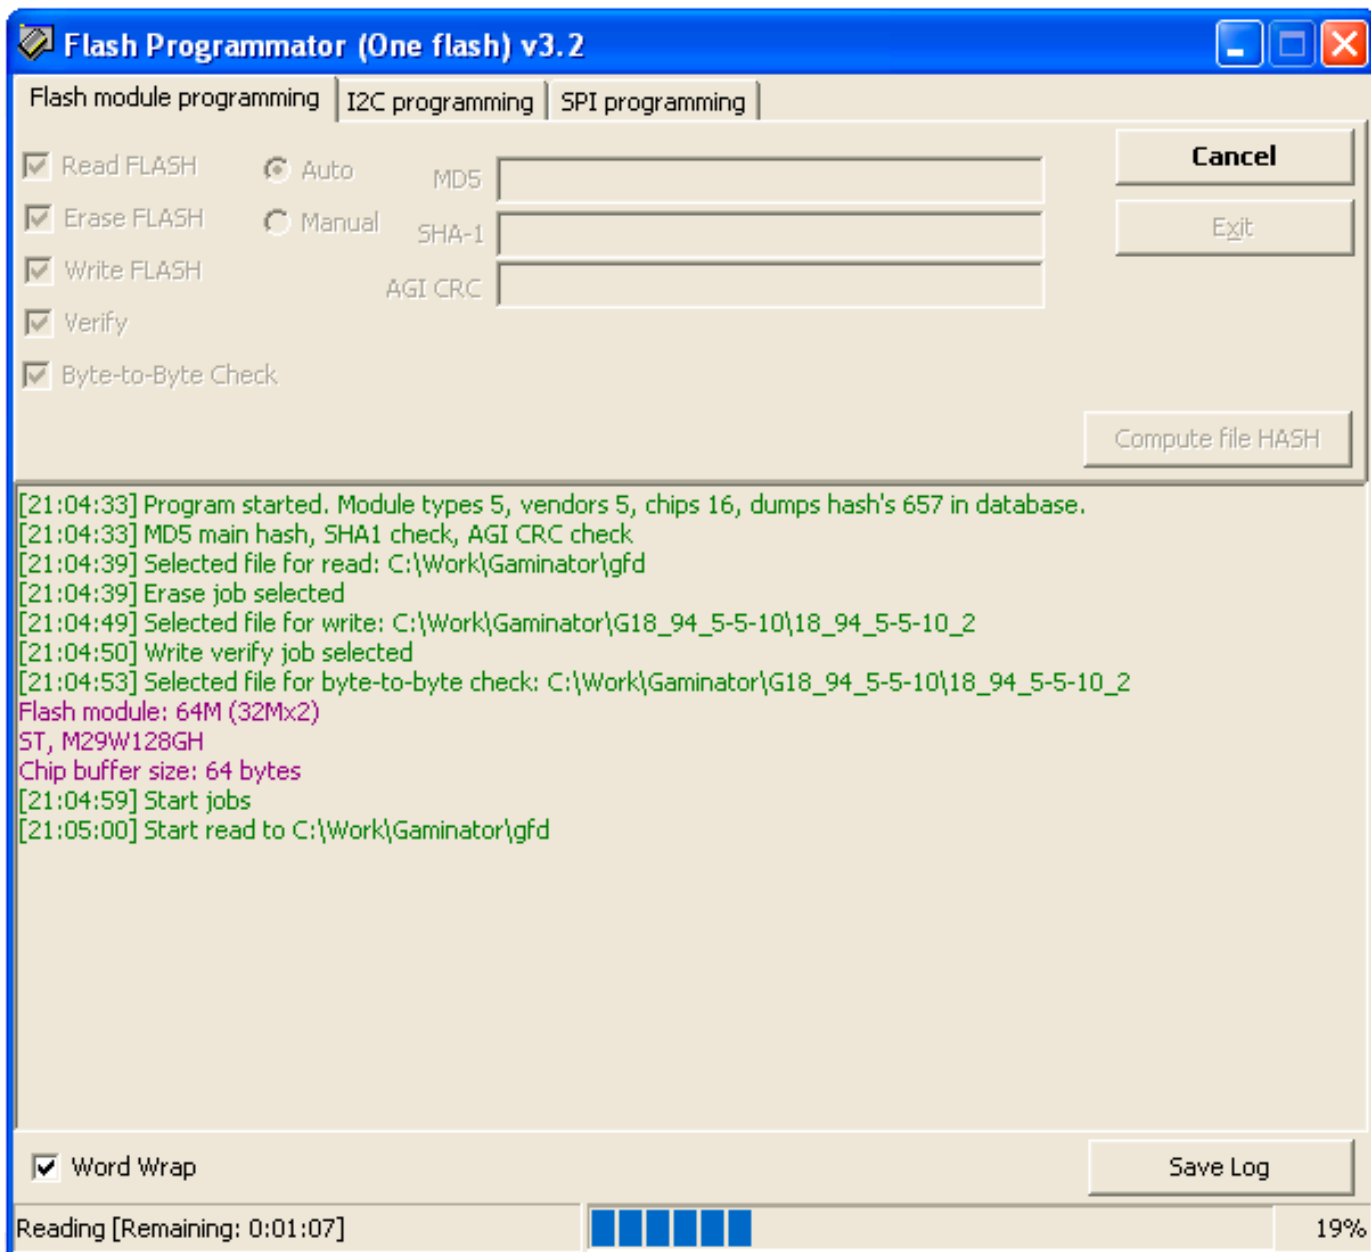 Flash Programmator (One flash) v3.2
Flash module programming I2C programming SPI programming
Read FLASH Auto MD5 Cancel
Erase FLASH Manual SHA-1 Exit
Write FLASH AGI CRC
Verify
Byte-to-Byte Check
Compute file HASH
[21:04:33] Program started. Module types 5, vendors 5, chips 16, dumps hash's 657 in database.
[21:04:33] MD5 main hash, SHA1 check, AGI CRC check
[21:04:39] Selected file for read: C:\Work\Gaminator\gfd
[21:04:39] Erase job selected
[21:04:49] Selected file for write: C:\Work\Gaminator\G18_94_5-5-10\18_94_5-5-10_2
[21:04:50] Write verify job selected
[21:04:53] Selected file for byte-to-byte check: C:\Work\Gaminator\G18_94_5-5-10\18_94_5-5-10_2
Flash module: 64M (32Mx2)
ST, M29W128GH
Chip buffer size: 64 bytes
[21:04:59] Start jobs
[21:05:00] Start read to C:\Work\Gaminator\gfd
Word Wrap Save Log
Reading [Remaining: 0:01:07] 19%